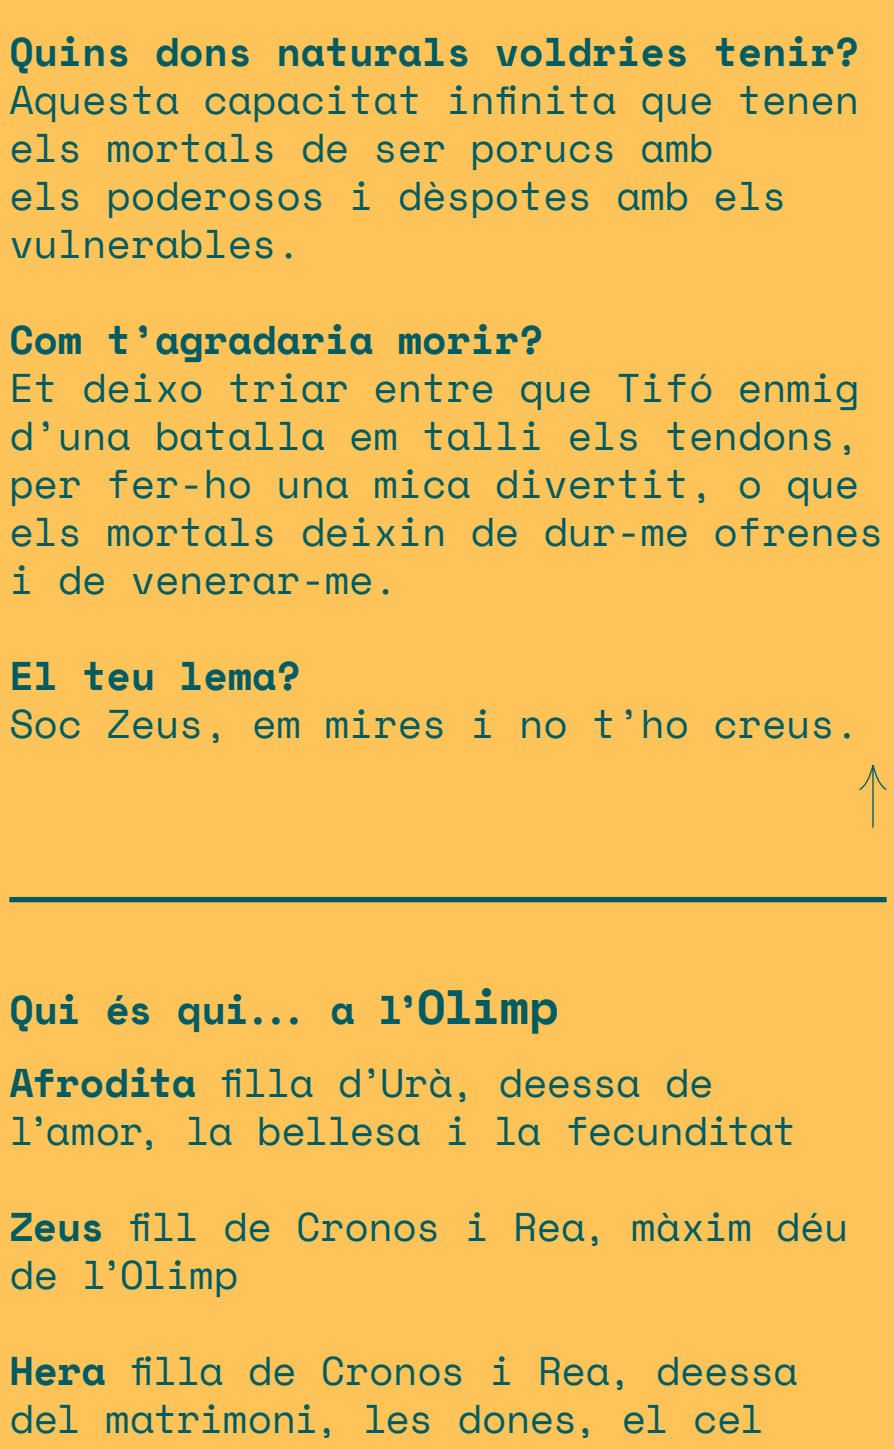 Quins dons naturals voldries tenir?
Aquesta capacitat infinita que tenen
els mortals de ser porucs amb
els poderosos i dèspotes amb els
vulnerables.
Com t’agradaria morir?
Et deixo triar entre que Tifó enmig
d’una batalla em talli els tendons,
per fer-ho una mica divertit, o que
els mortals deixin de dur-me ofrenes
i de venerar-me.
El teu lema?
Soc Zeus, em mires i no t’ho creus.
Qui és qui... a l’Olimp
Afrodita filla d’Urà, deessa de
l’amor, la bellesa i la fecunditat
Zeus fill de Cronos i Rea, màxim déu
de l’Olimp
Hera filla de Cronos i Rea, deessa
del matrimoni, les dones, el cel